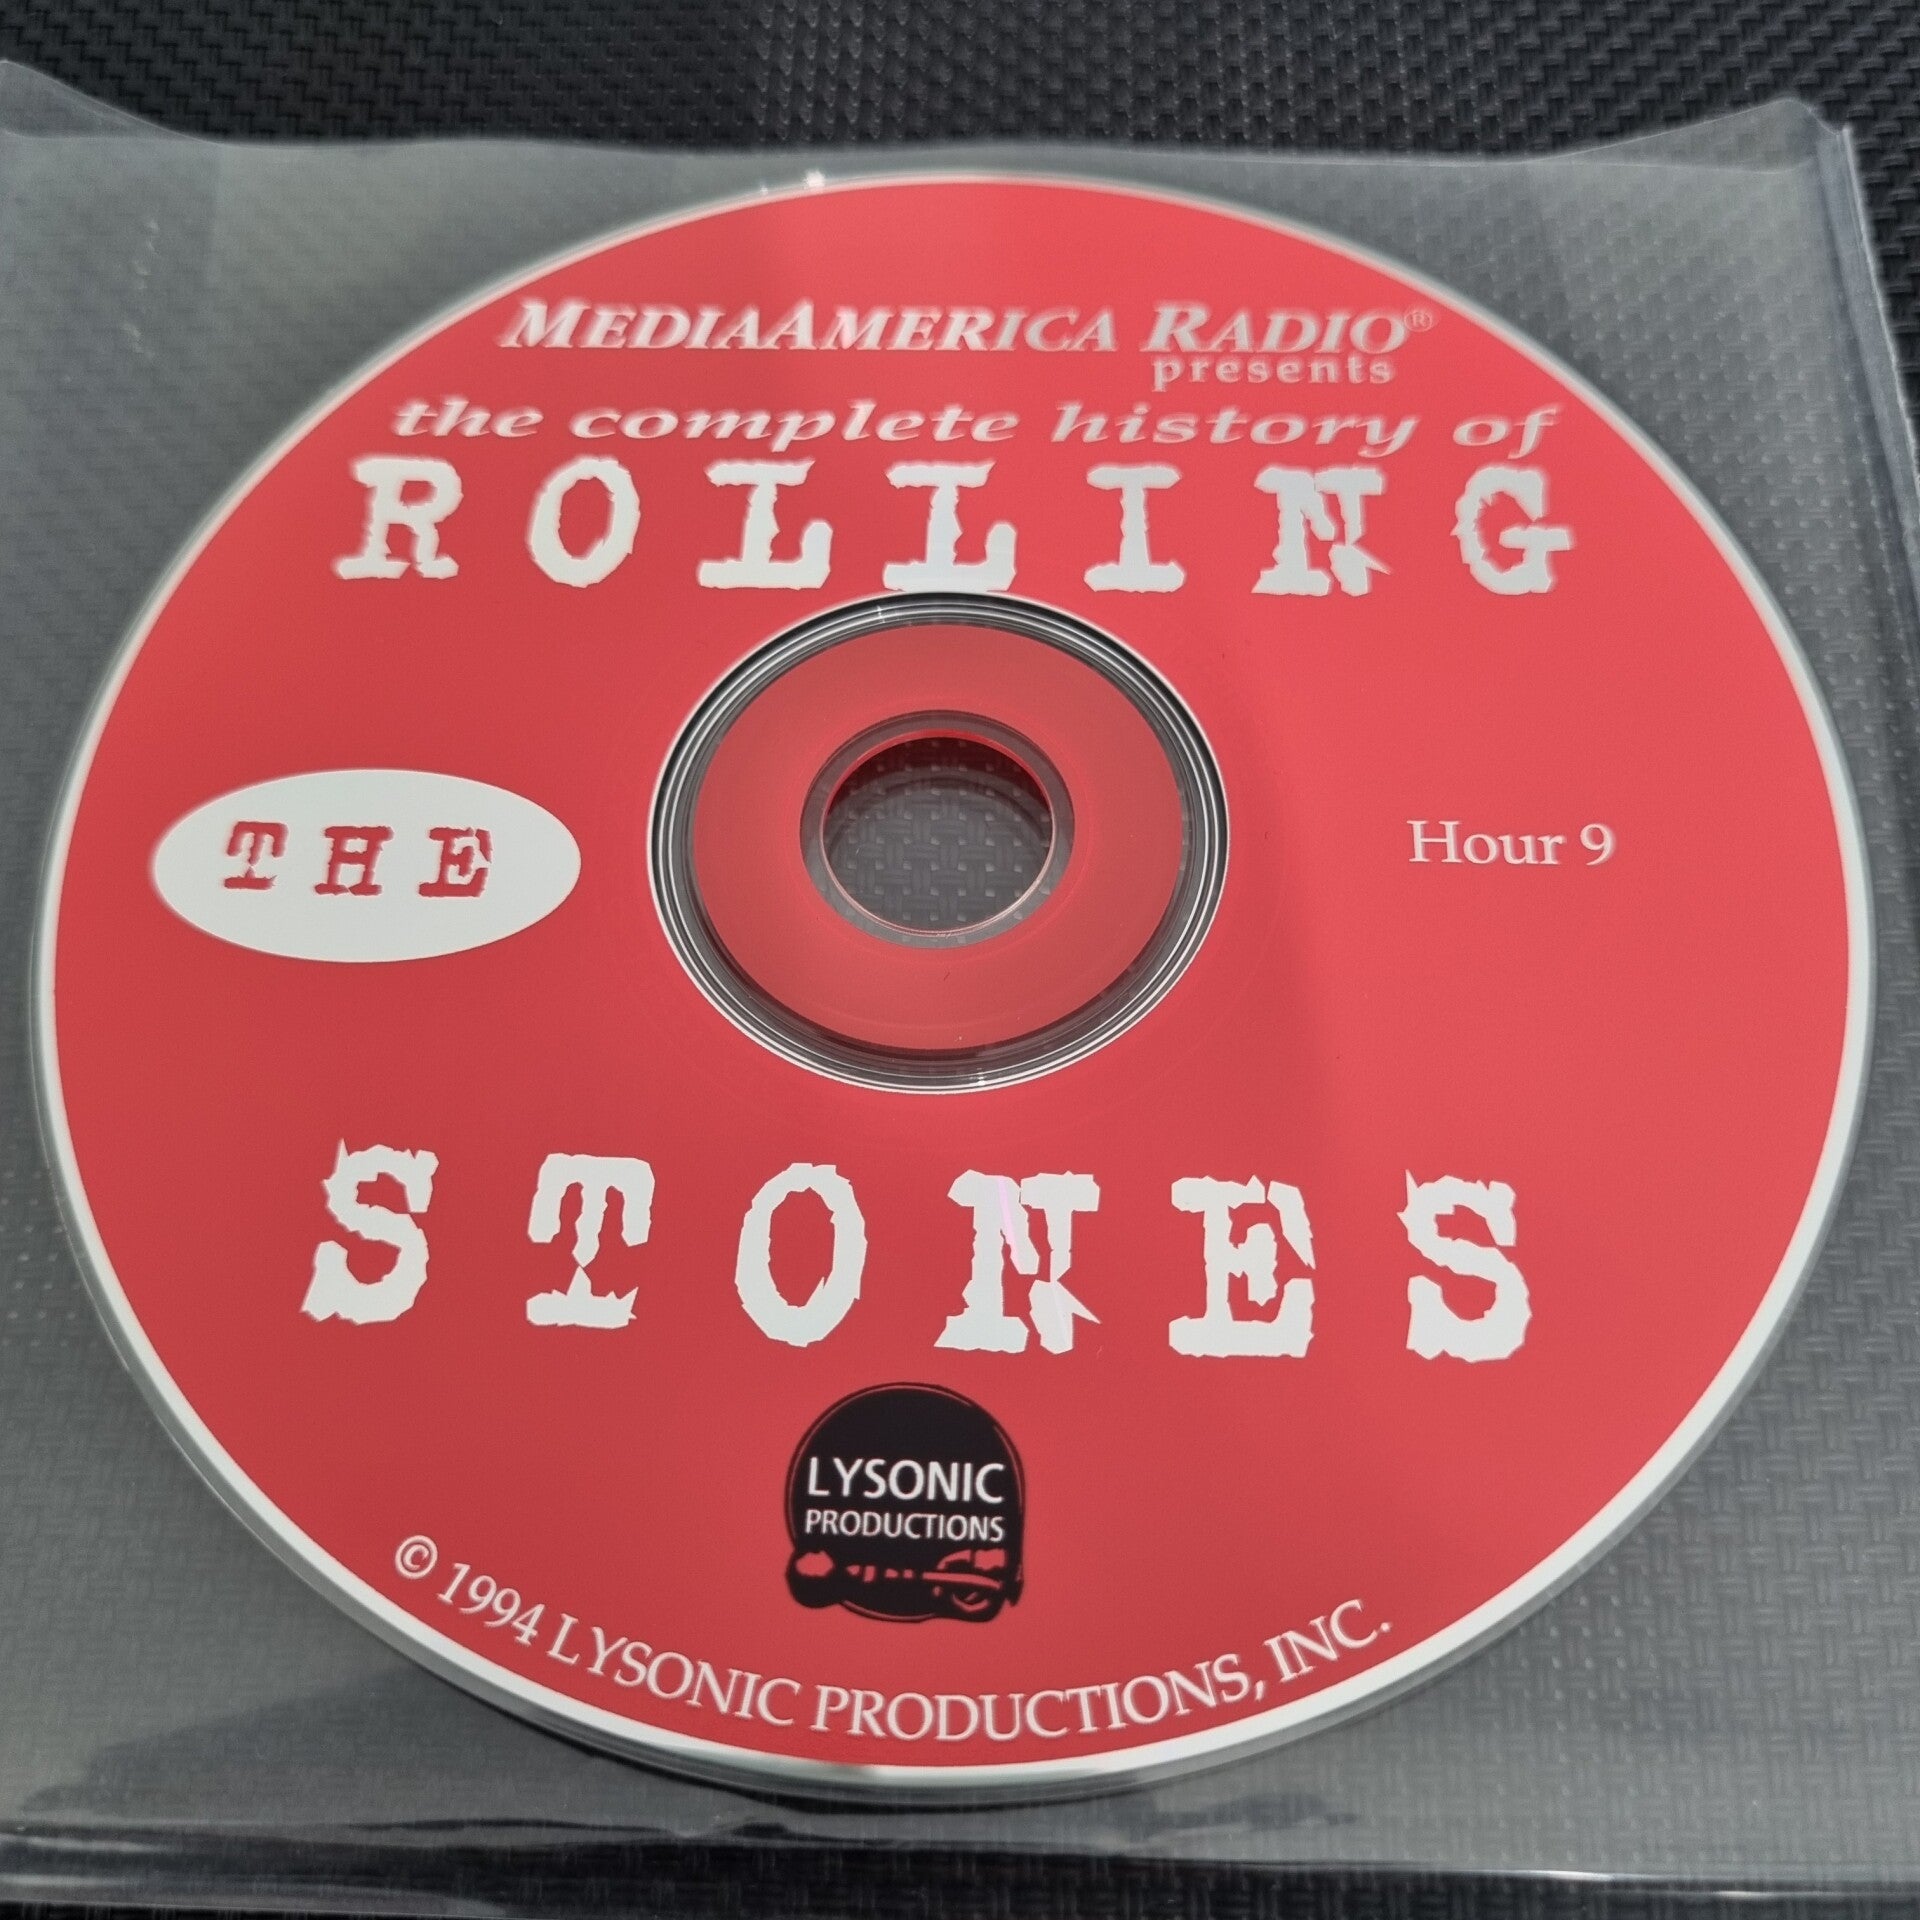 MEDIAAMERICA RADIO®
presents
the complete history of
ROLLING
THE
Hour 9
STONES
LYSONIC
PRODUCTIONS
© 1994 LYSONIC PRODUCTIONS, INC.